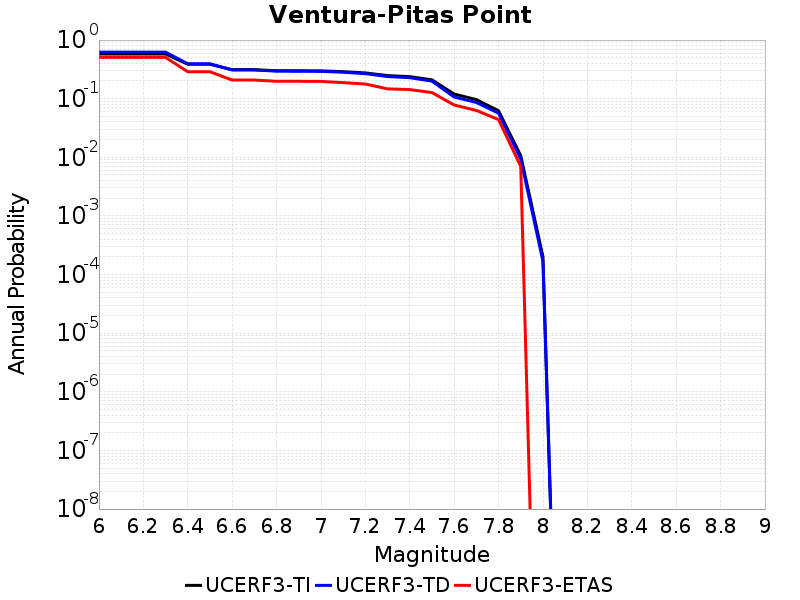 Ventura-Pitas Point
Annual Probability
10^0
10^-1
10^-2
10^-3
10^-4
10^-5
10^-6
10^-7
10^-8
6 6.2 6.4 6.6 6.8 7 7.2 7.4 7.6 7.8 8 8.2 8.4 8.6 8.8 9
Magnitude
UCERF3-TI UCERF3-TD UCERF3-ETAS